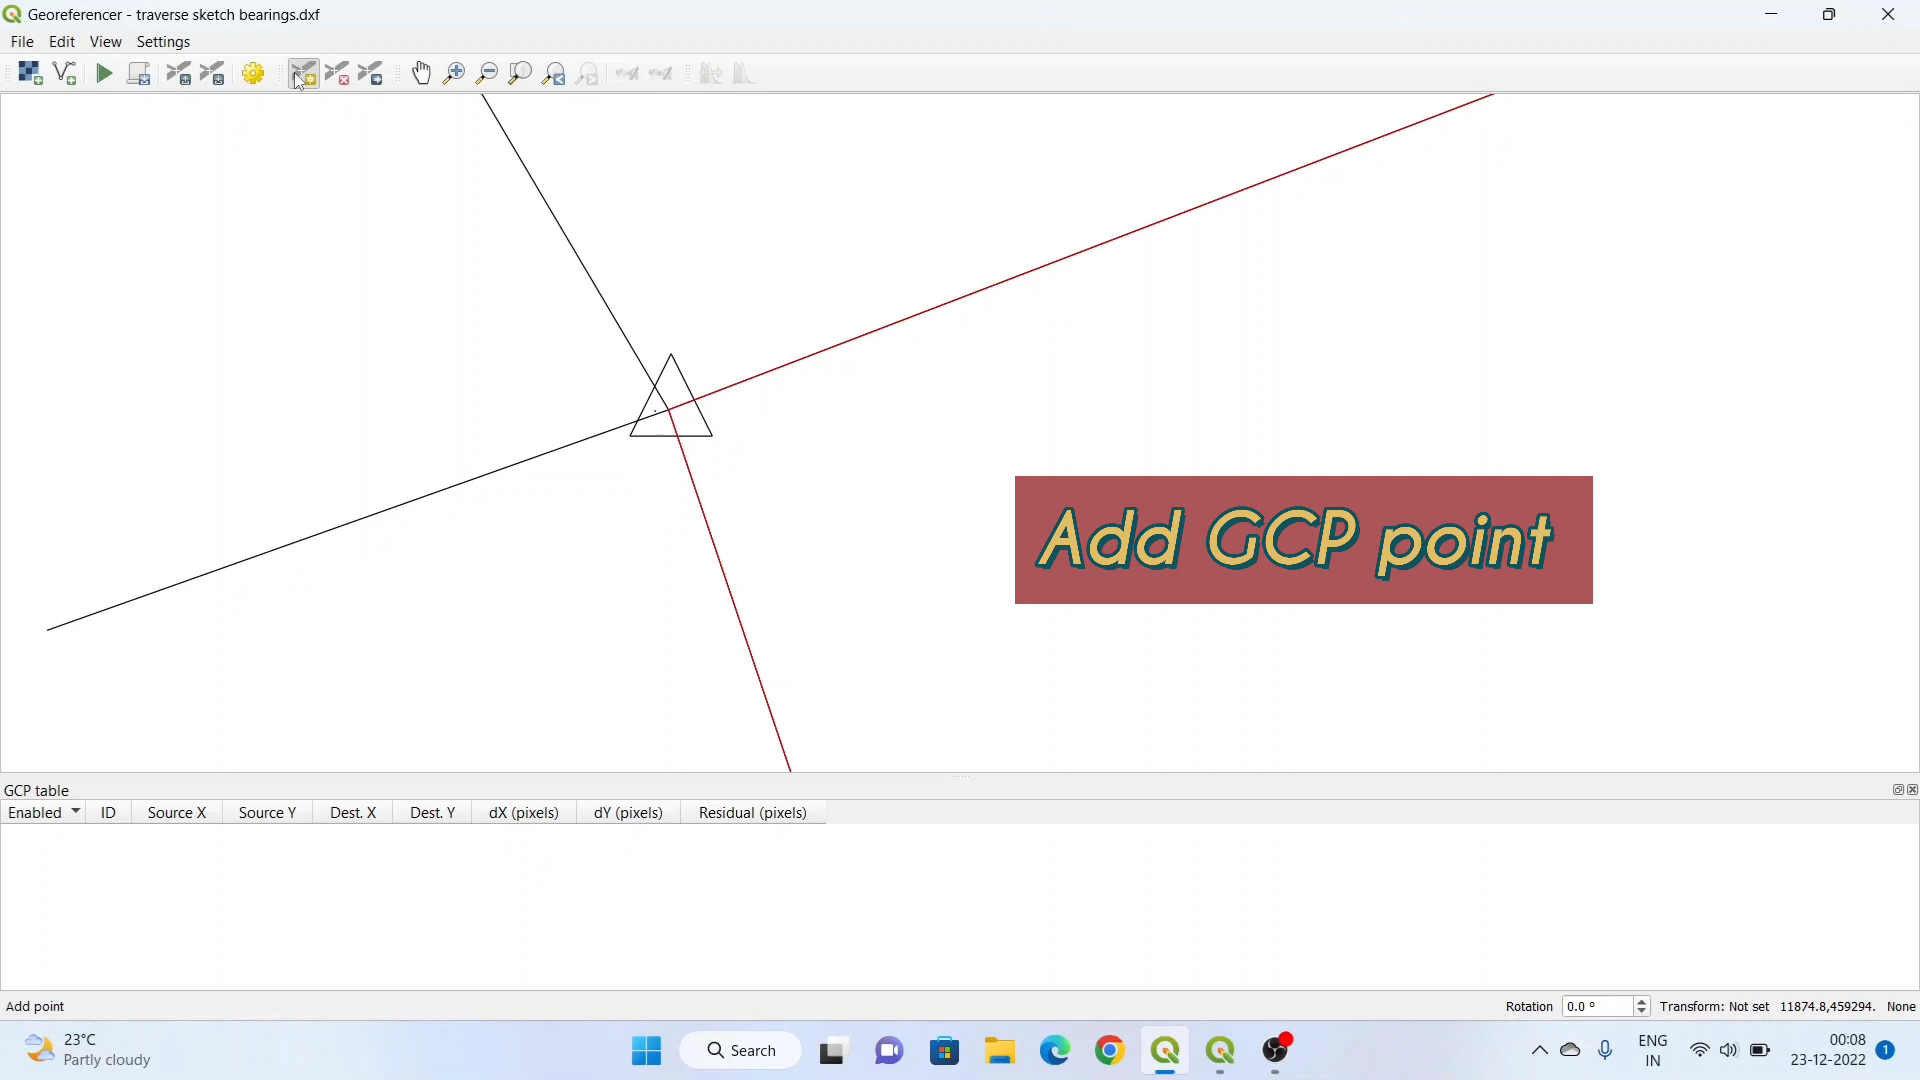 Georeferencer - traverse sketch bearings.dxf
File Edit View Settings
Add GCP point
GCP table
Enabled ID Source X Source Y Dest. X Dest. Y dX (pixels) dY (pixels) Residual (pixels)
Add point Rotation 0.0 ° Transform: Not set 11874.8,459294. None
23°C
Partly cloudy
Search
ENG
IN
00:08
23-12-2022
1